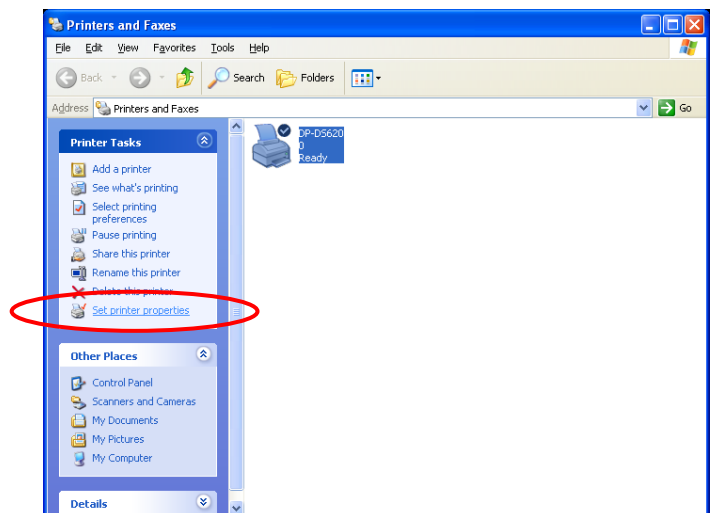 Printers and Faxes
File Edit View Favorites Tools Help
Back Search Folders
Address Printers and Faxes Go
Printer Tasks
Add a printer
See what's printing
Select printing
preferences
Pause printing
Share this printer
Rename this printer
Delete this printer
Set printer properties
Other Places
Control Panel
Scanners and Cameras
My Documents
My Pictures
My Computer
Details
DP-DS620
0
Ready